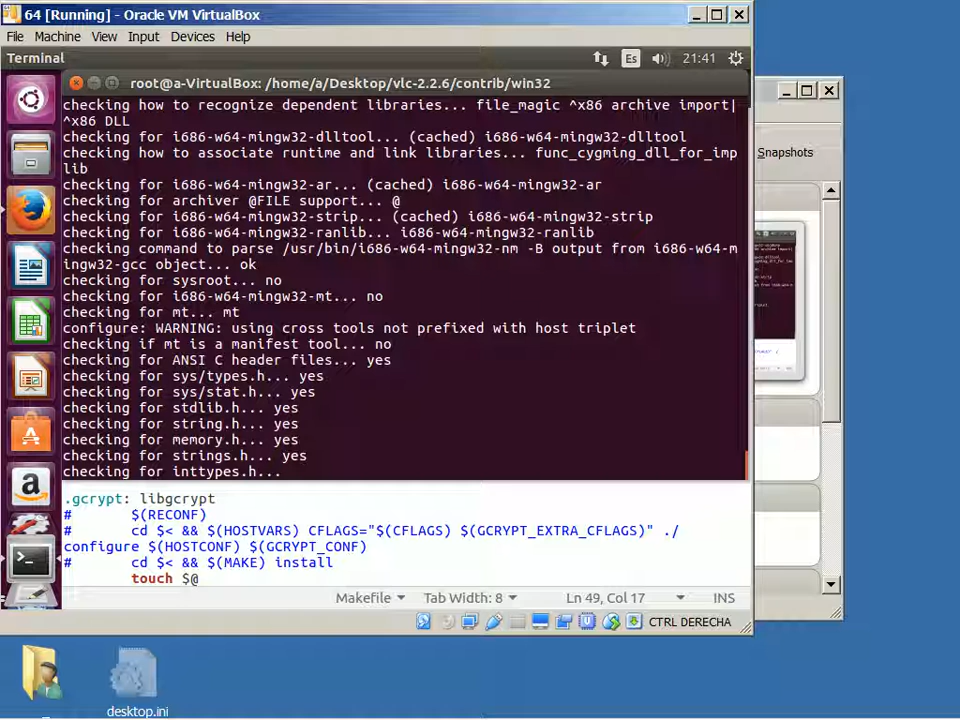 64 [Running] - Oracle VM VirtualBox
File Machine View Input Devices Help
Terminal
Es
21:41
root@a-VirtualBox: /home/a/Desktop/vlc-2.2.6/contrib/win32
checking how to recognize dependent libraries... file_magic ^x86 archive import|
^x86 DLL
checking for i686-w64-mingw32-dlltool... (cached) i686-w64-mingw32-dlltool
checking how to associate runtime and link libraries... func_cygming_dll_for_imp
lib
checking for i686-w64-mingw32-ar... (cached) i686-w64-mingw32-ar
checking for archiver @FILE support... @
checking for i686-w64-mingw32-strip... (cached) i686-w64-mingw32-strip
checking for i686-w64-mingw32-ranlib... i686-w64-mingw32-ranlib
checking command to parse /usr/bin/i686-w64-mingw32-nm -B output from i686-w64-m
ingw32-gcc object... ok
checking for sysroot... no
checking for i686-w64-mingw32-mt... no
checking for mt... mt
configure: WARNING: using cross tools not prefixed with host triplet
checking if mt is a manifest tool... no
checking for ANSI C header files... yes
checking for sys/types.h... yes
checking for sys/stat.h... yes
checking for stdlib.h... yes
checking for string.h... yes
checking for memory.h... yes
checking for strings.h... yes
checking for inttypes.h...
.gcrypt: libgcrypt
# $(RECONF)
# cd $< && $(HOSTVARS) CFLAGS="$(CFLAGS) $(GCRYPT_EXTRA_CFLAGS)" ./
configure $(HOSTCONF) $(GCRYPT_CONF)
# cd $< && $(MAKE) install
touch $@
Makefile Tab Width: 8 Ln 49, Col 17 INS
CTRL DERECHA
Snapshots
desktop.ini